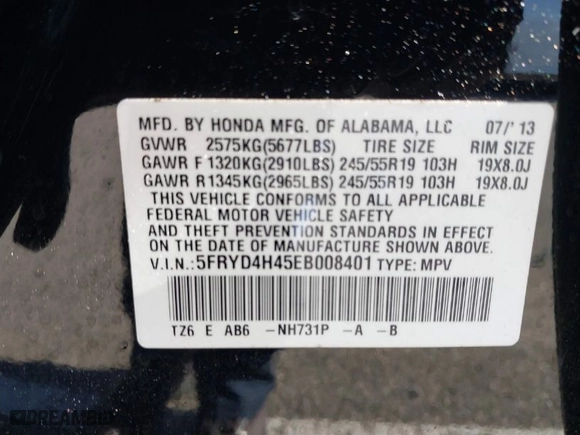 MFD. BY HONDA MFG. OF ALABAMA, LLC 07/'13
GVWR 2575KG(5677LBS) TIRE SIZE RIM SIZE
GAWR F 1320KG(2910LBS) 245/55R19 103H 19X8.0J
GAWR R 1345KG(2965LBS) 245/55R19 103H 19X8.0J
THIS VEHICLE CONFORMS TO ALL APPLICABLE
FEDERAL MOTOR VEHICLE SAFETY
AND THEFT PREVENTION STANDARDS IN EFFECT
ON THE DATE OF MANUFACTURE SHOWN ABOVE.
V.I.N.: 5FRYD4H45EB008401 TYPE: MPV
TZ6 E AB6 -NH731P -A -B
DREAMBID